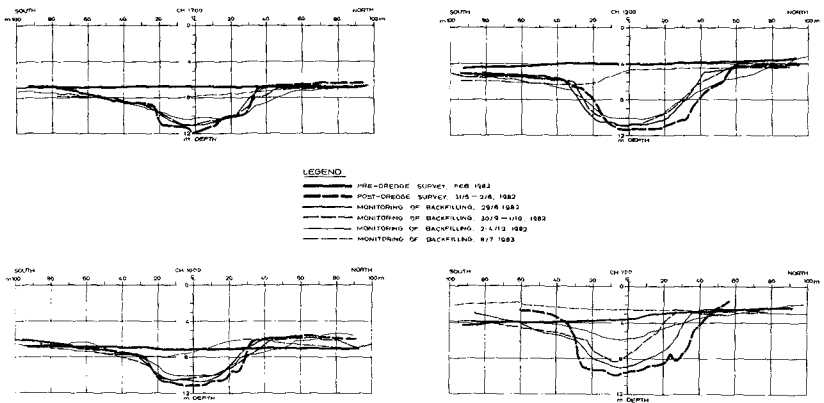 SOUTH CH 1700 NORTH
m 100 80 60 40 20 0 20 40 60 80 100 m
4
8
12
m DEPTH
SOUTH NORTH
m 100 80 60 40 20 0 20 40 60 80 100 m
4
8
12
m DEPTH
LEGEND
PRE-DREDGE SURVEY, FEB 1982
POST-DREDGE SURVEY, 31/5 - 2/6, 1982
MONITORING OF BACKFILLING, 29/6 1982
MONITORING OF BACKFILLING, 30/9 - 1/10, 1982
MONITORING OF BACKFILLING, 2-4/12 1982
MONITORING OF BACKFILLING, 8/7 1983
SOUTH NORTH
m 100 80 60 40 20 0 20 40 60 80 100 m
4
8
12
m DEPTH
SOUTH CH 700 NORTH
m 100 80 60 40 20 0 20 40 60 80 100 m
4
8
12
m DEPTH